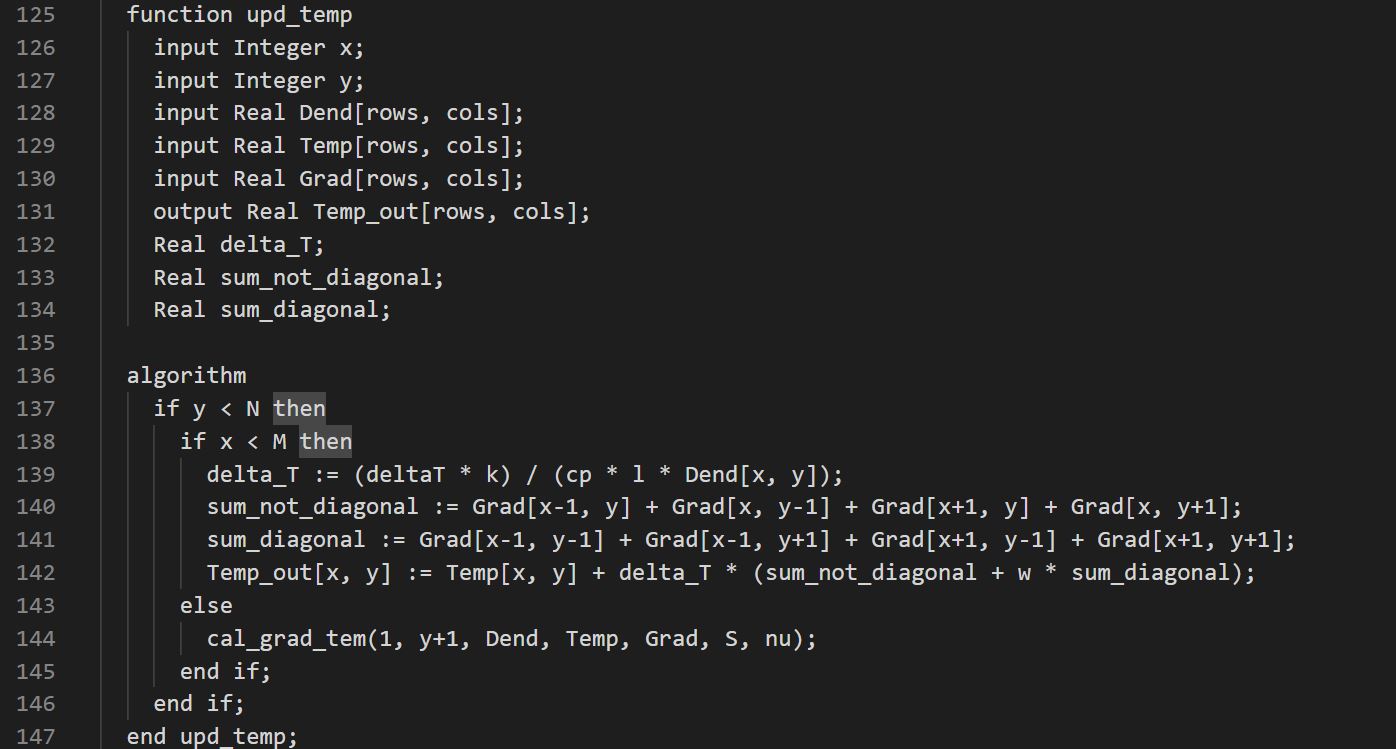 125 function upd_temp
126 input Integer x;
127 input Integer y;
128 input Real Dend[rows, cols];
129 input Real Temp[rows, cols];
130 input Real Grad[rows, cols];
131 output Real Temp_out[rows, cols];
132 Real delta_T;
133 Real sum_not_diagonal;
134 Real sum_diagonal;
135
136 algorithm
137 if y < N then
138 if x < M then
139 delta_T := (deltaT * k) / (cp * l * Dend[x, y]);
140 sum_not_diagonal := Grad[x-1, y] + Grad[x, y-1] + Grad[x+1, y] + Grad[x, y+1];
141 sum_diagonal := Grad[x-1, y-1] + Grad[x-1, y+1] + Grad[x+1, y-1] + Grad[x+1, y+1];
142 Temp_out[x, y] := Temp[x, y] + delta_T * (sum_not_diagonal + w * sum_diagonal);
143 else
144 cal_grad_tem(1, y+1, Dend, Temp, Grad, S, nu);
145 end if;
146 end if;
147 end upd_temp;